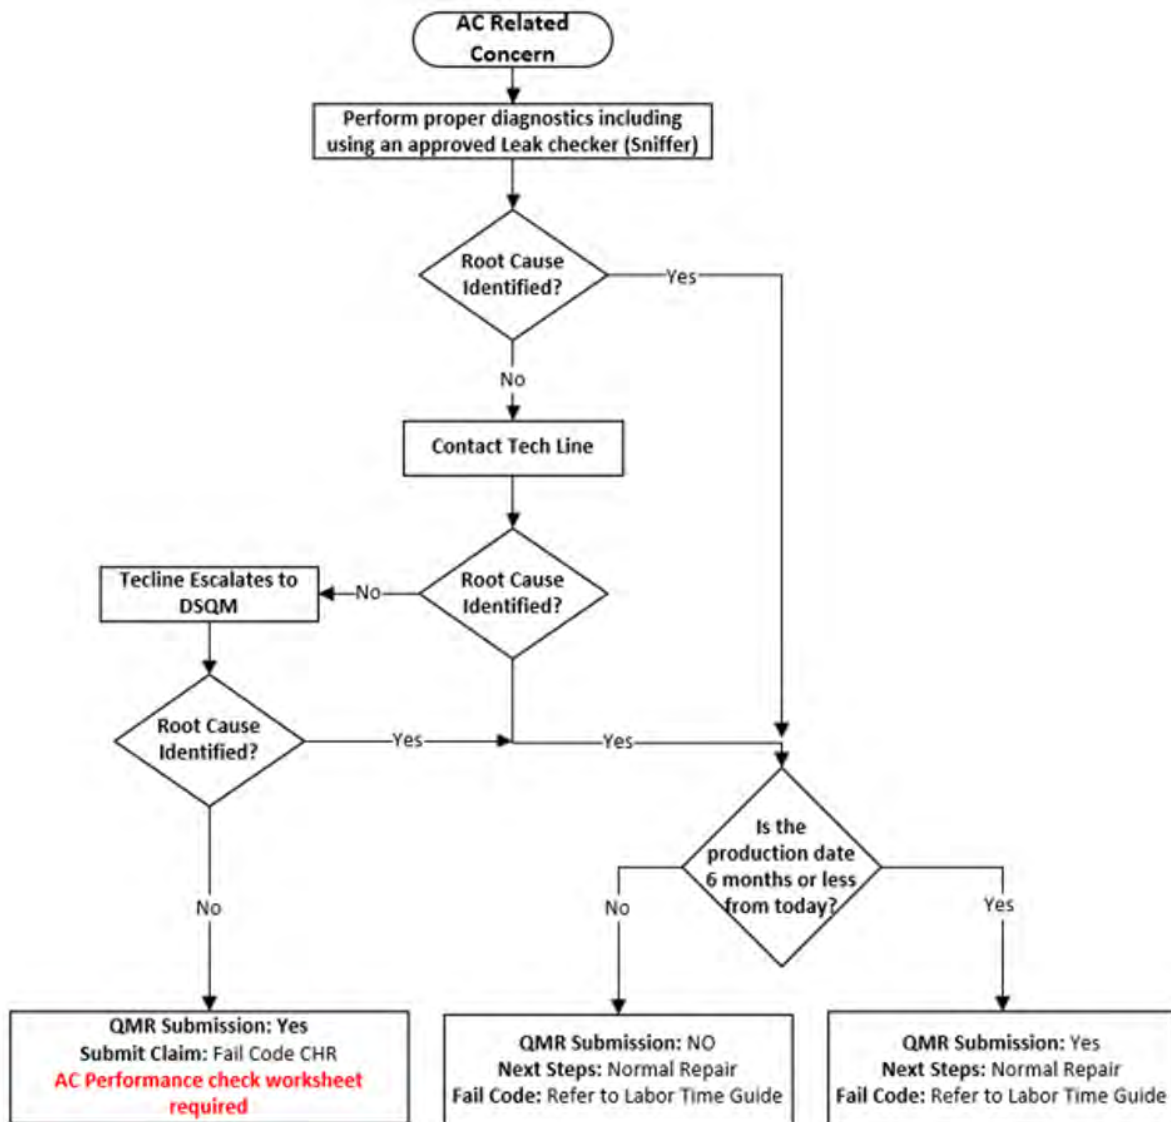 AC Related
Concern
Perform proper diagnostics including
using an approved Leak checker (Sniffer)
Root Cause
Identified?
Yes
No
Contact Tech Line
Root Cause
Identified?
No
Tecline Escalates to
DSQM
Root Cause
Identified?
Yes
Yes
Is the
production date
6 months or less
from today?
No
No
Yes
QMR Submission: Yes
Submit Claim: Fail Code CHR
AC Performance check worksheet
required
QMR Submission: NO
Next Steps: Normal Repair
Fail Code: Refer to Labor Time Guide
QMR Submission: Yes
Next Steps: Normal Repair
Fail Code: Refer to Labor Time Guide